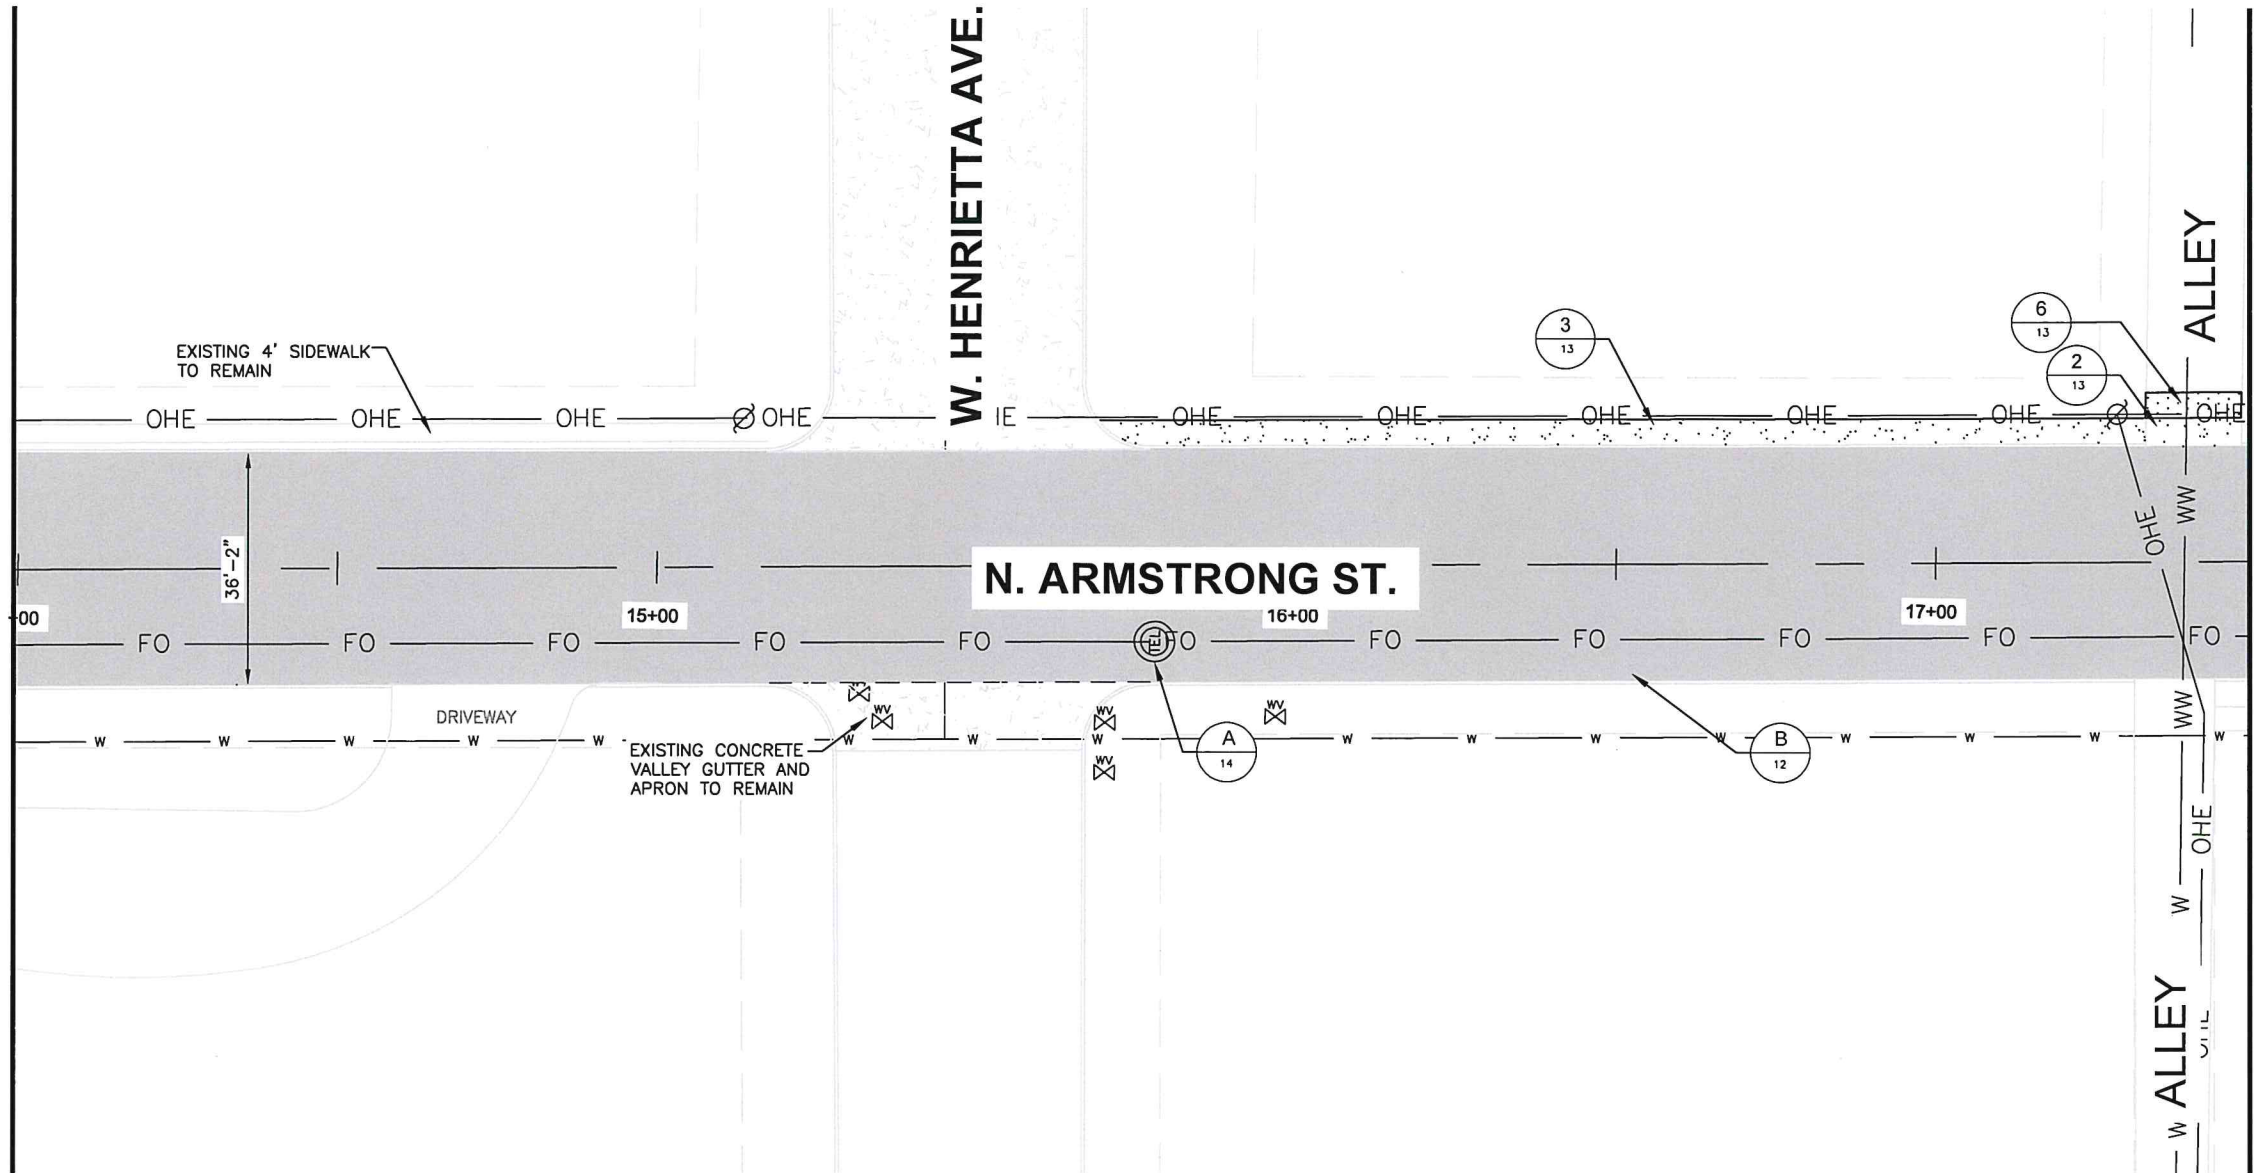 W. HENRIETTA AVE.
ALLEY
EXISTING 4' SIDEWALK
TO REMAIN
3
13
6
13
2
13
OHE OHE OHE OHE IE OHE OHE OHE OHE OHE OHE
36'-2"
WW
OHE
N. ARMSTRONG ST.
+00 15+00 16+00 17+00
FO FO FO FO FO TEL FO FO FO FO FO FO
DRIVEWAY
WV
WV
WV
WV
WW
W W W W W W W W W W W W W W W W W
EXISTING CONCRETE
VALLEY GUTTER AND
APRON TO REMAIN
A
14
B
12
OHE
W
ALLEY
W